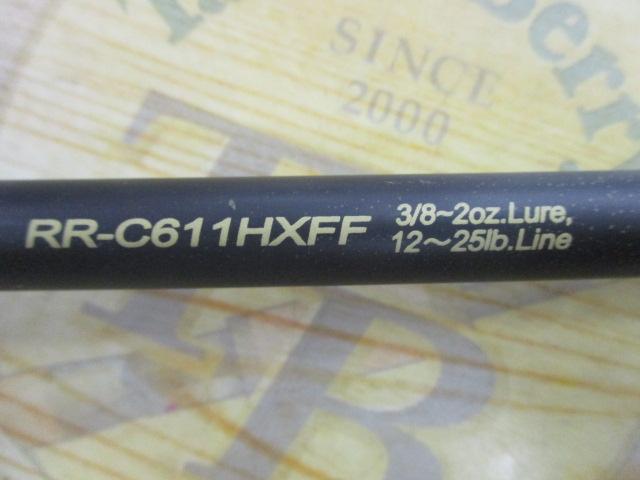 SINCE
2000
RR-C611HXFF
3/8~2oz.Lure,
12~25lb.Line